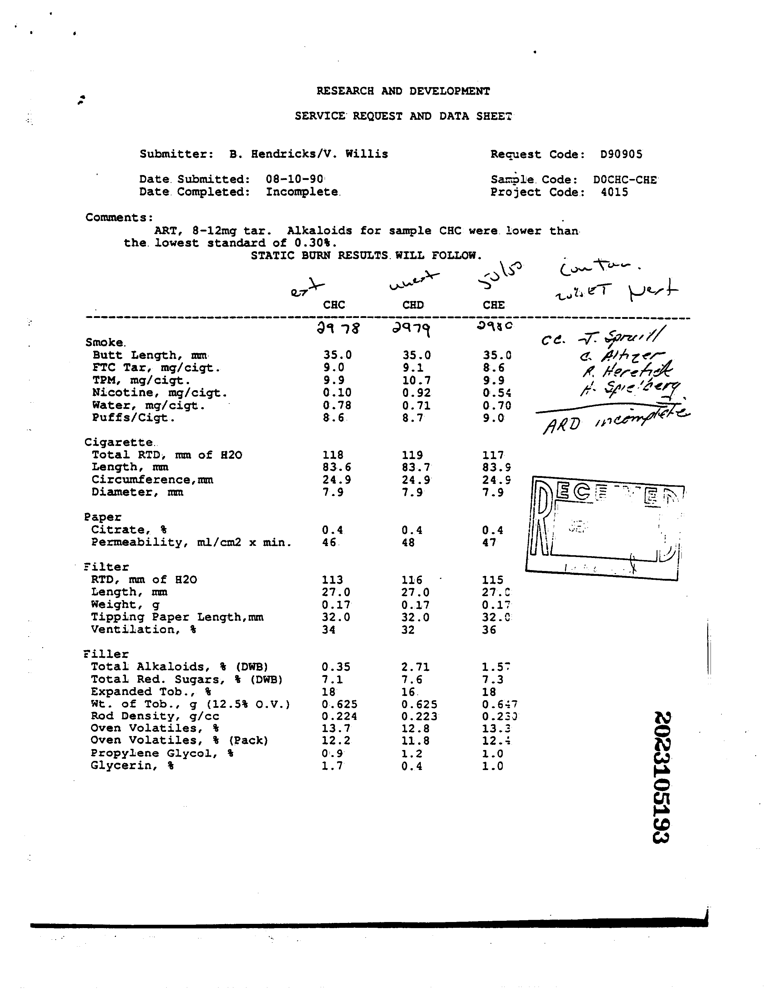 RESEARCH AND DEVELOPMENT
SERVICE REQUEST AND DATA SHEET
Submitter: B. Hendricks/V. Willis Request Code: D90905
Date Submitted: 08-10-90 Sample Code: DOCHC-CHE
Date Completed: Incomplete Project Code: 4015
Comments:
ART, 8-12mg tar. Alkaloids for sample CHC were lower than
the lowest standard of 0.30%.
STATIC BURN RESULTS WILL FOLLOW.
ext unext 50/50
CHC CHD CHE
2978 2979 2980
cc. J. Spruill
R. Heretick
H. Spielberg
ARD incomplete
Smoke
Butt Length, mm 35.0 35.0 35.0
FTC Tar, mg/cigt. 9.0 9.1 8.6
TPM, mg/cigt. 9.9 10.7 9.9
Nicotine, mg/cigt. 0.10 0.92 0.54
Water, mg/cigt. 0.78 0.71 0.70
Puffs/Cigt. 8.6 8.7 9.0
Cigarette
Total RTD, mm of H2O 118 119 117
Length, mm 83.6 83.7 83.9
Circumference,mm 24.9 24.9 24.9
Diameter, mm 7.9 7.9 7.9
RECEIVED
Paper
Citrate, % 0.4 0.4 0.4
Permeability, ml/cm2 x min. 46 48 47
Filter
RTD, mm of H2O 113 116 115
Length, mm 27.0 27.0 27.0
Weight, g 0.17 0.17 0.17
Tipping Paper Length,mm 32.0 32.0 32.0
Ventilation, % 34 32 36
Filler
Total Alkaloids, % (DWB) 0.35 2.71 1.57
Total Red. Sugars, % (DWB) 7.1 7.6 7.3
Expanded Tob., % 18 16 18
Wt. of Tob., g (12.5% O.V.) 0.625 0.625 0.647
Rod Density, g/cc 0.224 0.223 0.230
Oven Volatiles, % 13.7 12.8 13.3
Oven Volatiles, % (Pack) 12.2 11.8 12.4
Propylene Glycol, % 0.9 1.2 1.0
Glycerin, % 1.7 0.4 1.0
2023105193